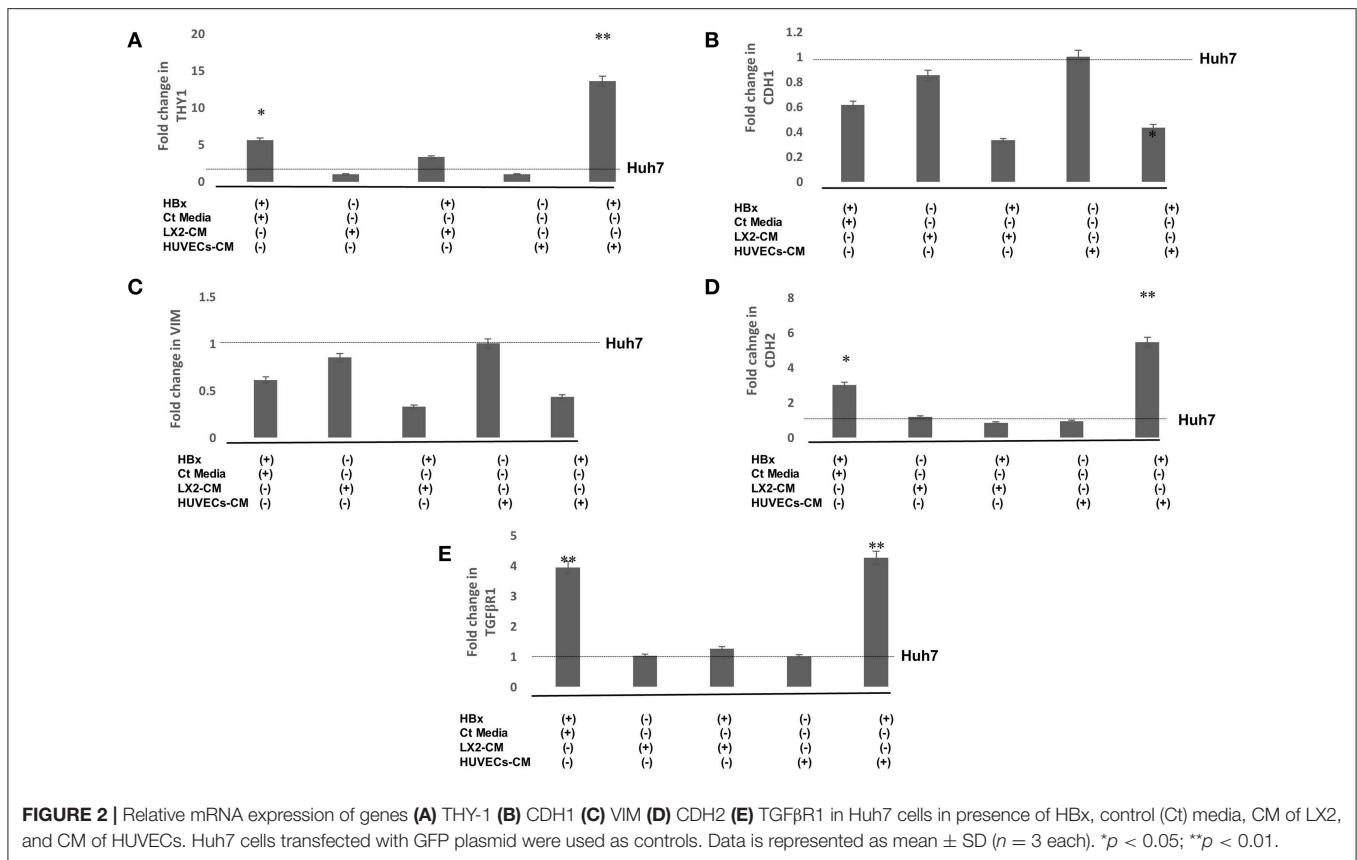 A
Fold change in
THY1
20
15
10
5
0
*
**
Huh7
HBx (+) (-) (+) (-) (+)
Ct Media (+) (-) (-) (-) (-)
LX2-CM (-) (+) (+) (-) (-)
HUVECs-CM (-) (-) (-) (+) (+)
B
Fold change in
CDH1
1.2
1
0.8
0.6
0.4
0.2
0
*
Huh7
HBx (+) (-) (+) (-) (+)
Ct Media (+) (-) (-) (-) (-)
LX2-CM (-) (+) (+) (-) (-)
HUVECs-CM (-) (-) (-) (+) (+)
C
Fold change in VIM
1.5
1
0.5
0
Huh7
HBx (+) (-) (+) (-) (+)
Ct Media (+) (-) (-) (-) (-)
LX2-CM (-) (+) (+) (-) (-)
HUVECs-CM (-) (-) (-) (+) (+)
D
Fold cahnge in
CDH2
8
6
4
2
0
*
**
Huh7
HBx (+) (-) (+) (-) (+)
Ct Media (+) (-) (-) (-) (-)
LX2-CM (-) (+) (+) (-) (-)
HUVECs-CM (-) (-) (-) (+) (+)
E
Fold change in
TGFβR1
5
4
3
2
1
0
**
**
Huh7
HBx (+) (-) (+) (-) (+)
Ct Media (+) (-) (-) (-) (-)
LX2-CM (-) (+) (+) (-) (-)
HUVECs-CM (-) (-) (-) (+) (+)
FIGURE 2 | Relative mRNA expression of genes (A) THY-1 (B) CDH1 (C) VIM (D) CDH2 (E) TGFβR1 in Huh7 cells in presence of HBx, control (Ct) media, CM of LX2,
and CM of HUVECs. Huh7 cells transfected with GFP plasmid were used as controls. Data is represented as mean ± SD (n = 3 each). *p < 0.05; **p < 0.01.